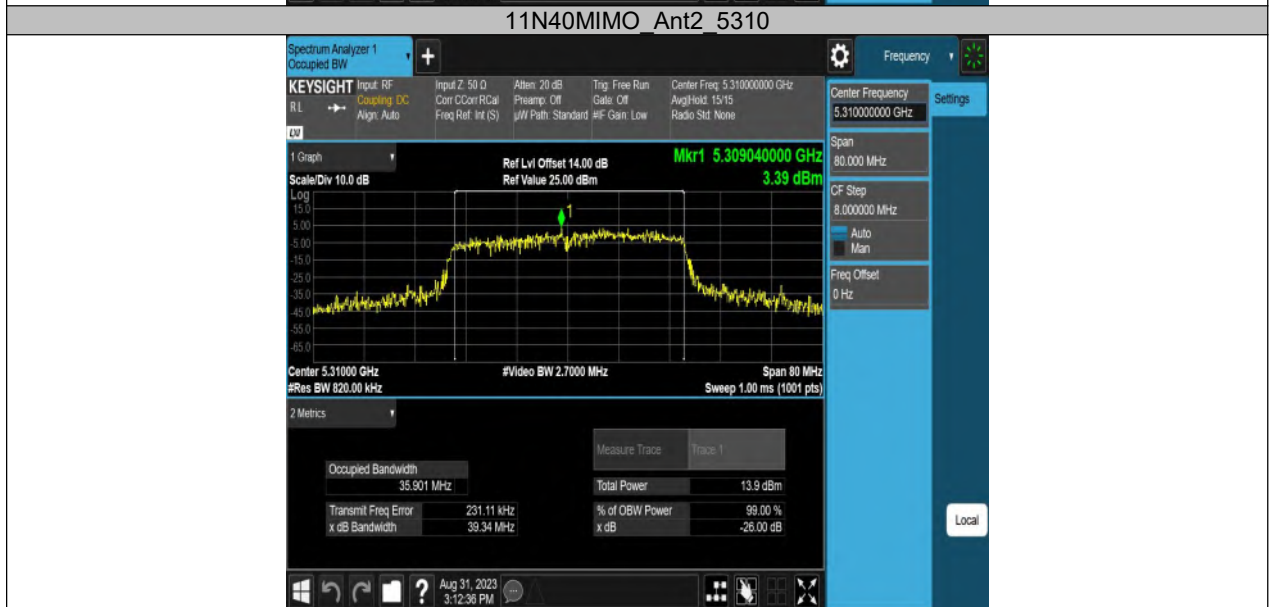 11N40MIMO_Ant2_5310
Spectrum Analyzer 1
Occupied BW
+
Frequency
KEYSIGHT
Input: RF
Input Z: 50 Ω
Atten: 20 dB
Trig: Free Run
Center Freq: 5.310000000 GHz
R L
Coupling: DC
Corr CCorr RCal
Preamp: Off
Gate: Off
Avg|Hold: 15/15
Align: Auto
Freq Ref: Int (S)
µW Path: Standard
#IF Gain: Low
Radio Std: None
LXI
Center Frequency
5.310000000 GHz
Settings
Span
80.000 MHz
CF Step
8.000000 MHz
Auto
Man
Freq Offset
0 Hz
1 Graph
Ref Lvl Offset 14.00 dB
Mkr1 5.309040000 GHz
Scale/Div 10.0 dB
Ref Value 25.00 dBm
3.39 dBm
Log
15.0
5.00
-5.00
-15.0
-25.0
-35.0
-45.0
-55.0
-65.0
1
Center 5.31000 GHz
#Video BW 2.7000 MHz
Span 80 MHz
#Res BW 820.00 kHz
Sweep 1.00 ms (1001 pts)
2 Metrics
Measure Trace
Trace 1
Occupied Bandwidth
35.901 MHz
Total Power
13.9 dBm
Transmit Freq Error
231.11 kHz
% of OBW Power
99.00 %
x dB Bandwidth
39.34 MHz
x dB
-26.00 dB
Local
?
Aug 31, 2023
3:12:36 PM